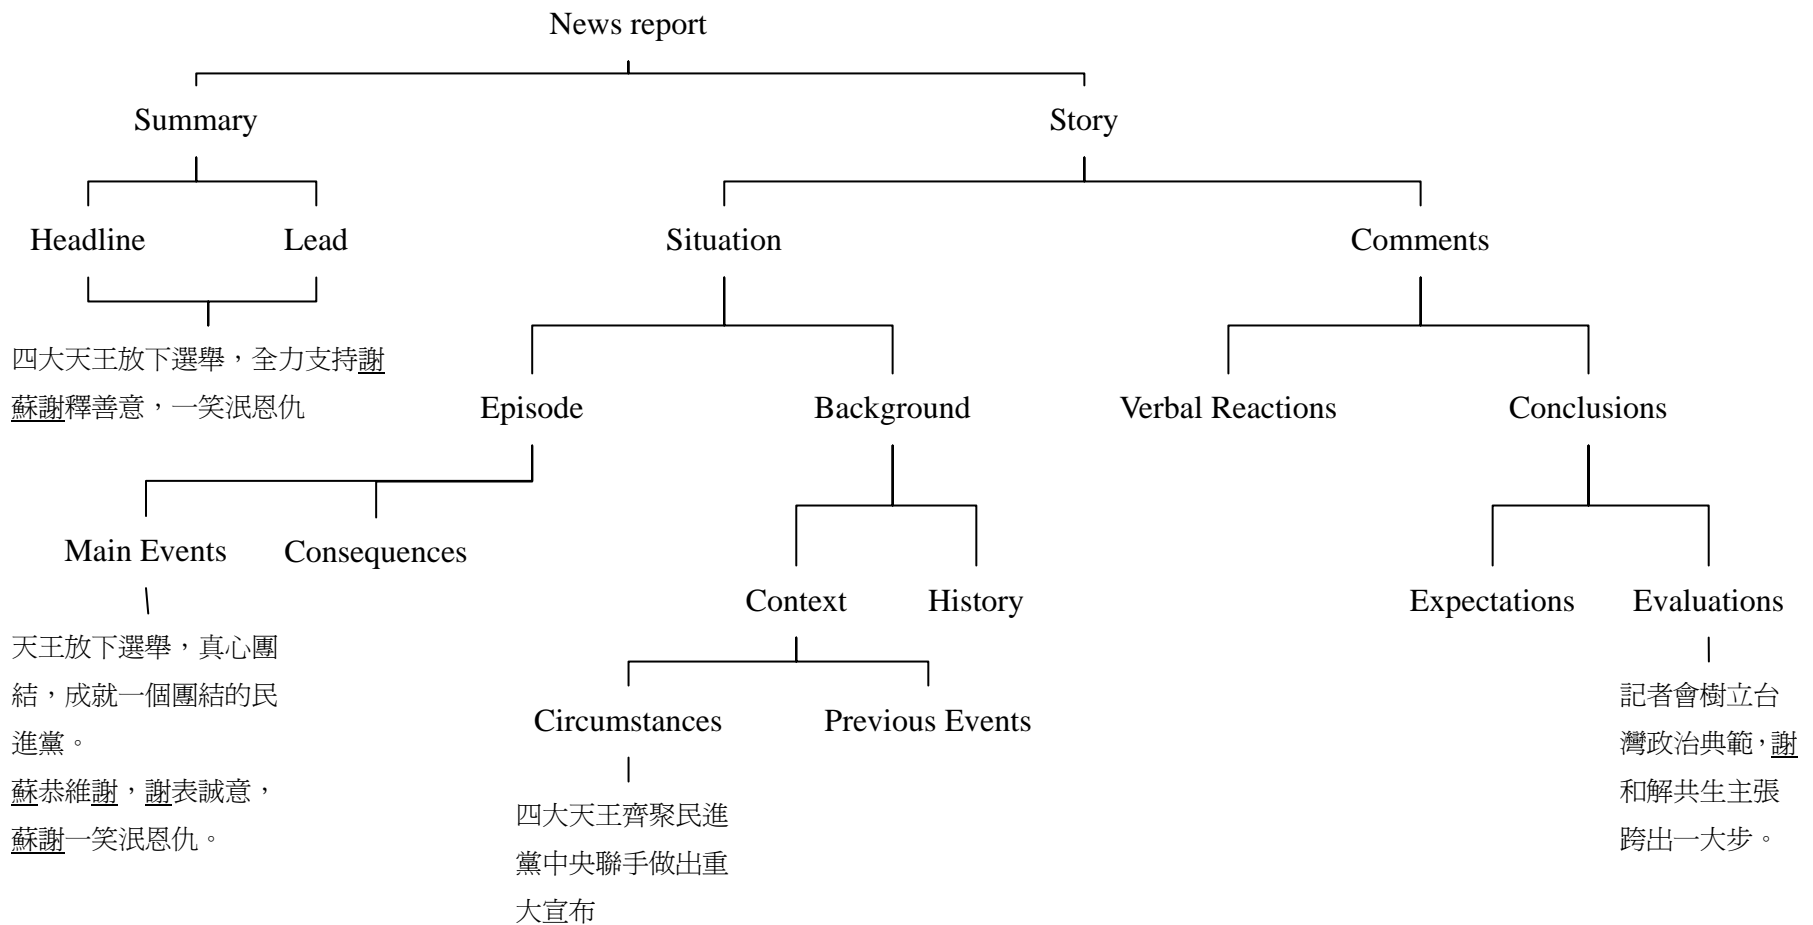 News report
Summary
Story
Headline
Lead
Situation
Comments
四大天王放下選舉，全力支持謝
蘇謝釋善意，一笑泯恩仇
Episode
Background
Verbal Reactions
Conclusions
Main Events
Consequences
Context
History
Expectations
Evaluations
天王放下選舉，真心團
結，成就一個團結的民
進黨。
蘇恭維謝，謝表誠意，
蘇謝一笑泯恩仇。
Circumstances
Previous Events
四大天王齊聚民進
黨中央聯手做出重
大宣布
記者會樹立台
灣政治典範，謝
和解共生主張
跨出一大步。